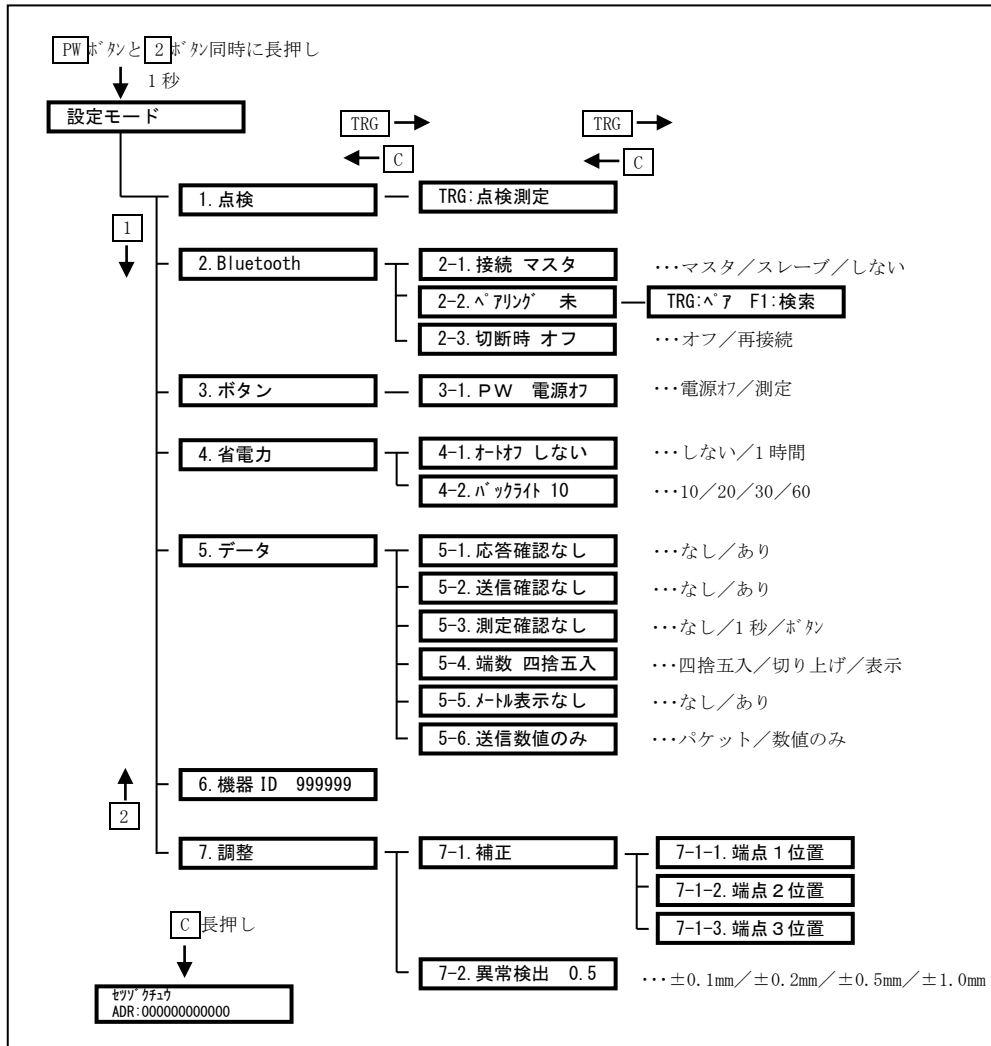 PWﾎﾞﾀﾝと2ﾎﾞﾀﾝ同時に長押し
1秒
設定モード
TRG
TRG
C
C
1.点検
TRG:点検測定
1
2.Bluetooth
2-1.接続 マスタ
･･･マスタ／スレーブ／しない
2-2.ﾍﾟｱﾘﾝｸﾞ 未
TRG:ﾍﾟｱ F1:検索
2-3.切断時 オフ
･･･オフ／再接続
3.ボタン
3-1.ＰＷ 電源ｵﾌ
･･･電源ｵﾌ／測定
4.省電力
4-1.ｵｰﾄｵﾌ しない
･･･しない／1時間
4-2.ﾊﾞｯｸﾗｲﾄ 10
･･･10／20／30／60
5.データ
5-1.応答確認なし
･･･なし／あり
5-2.送信確認なし
･･･なし／あり
5-3.測定確認なし
･･･なし／1秒／ﾎﾞﾀﾝ
5-4.端数 四捨五入
･･･四捨五入／切り上げ／表示
5-5.ﾒｰﾄﾙ表示なし
･･･なし／あり
5-6.送信数値のみ
･･･パケット／数値のみ
6.機器ID 999999
2
7.調整
7-1.補正
7-1-1.端点１位置
7-1-2.端点２位置
7-1-3.端点３位置
C長押し
7-2.異常検出 0.5
･･･±0.1mm／±0.2mm／±0.5mm／±1.0mm
ｾﾂｿﾞｸﾁｭｳ
ADR:000000000000